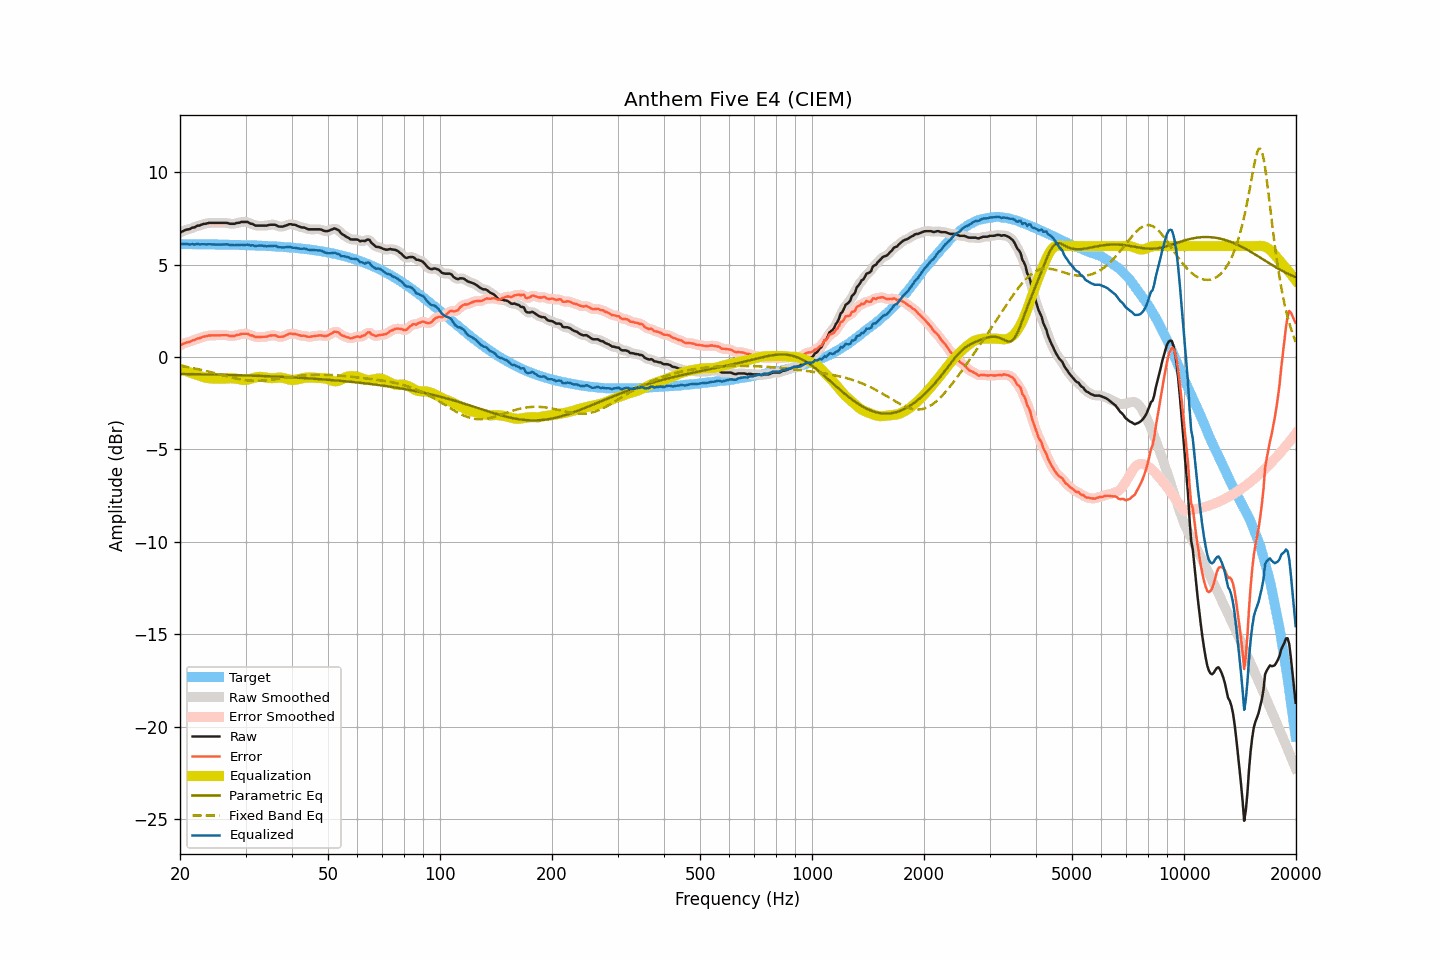 Anthem Five E4 (CIEM)
10
5
0
−5
−10
−15
−20
−25
Amplitude (dBr)
Target
Raw Smoothed
Error Smoothed
Raw
Error
Equalization
Parametric Eq
Fixed Band Eq
Equalized
20 50 100 200 500 1000 2000 5000 10000 20000
Frequency (Hz)